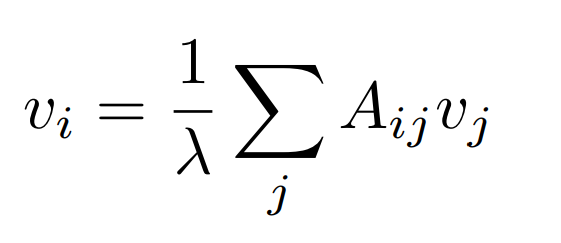 v_i = \frac{1}{\lambda} \sum_j A_{ij} v_j